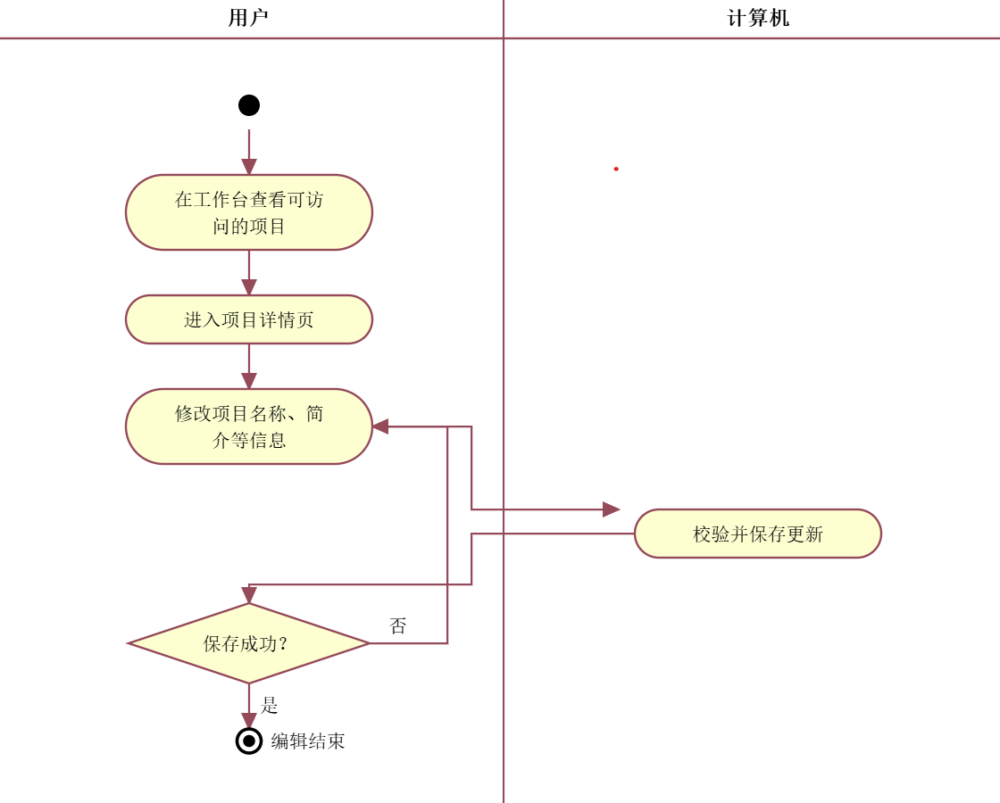 用户
计算机
在工作台查看可访
问的项目
进入项目详情页
修改项目名称、简
介等信息
校验并保存更新
否
保存成功?
是
编辑结束